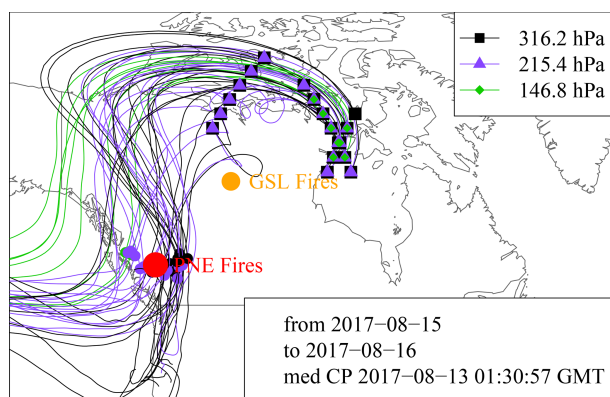 316.2 hPa
215.4 hPa
146.8 hPa
GSL Fires
PNE Fires
from 2017−08−15
to 2017−08−16
med CP 2017−08−13 01:30:57 GMT